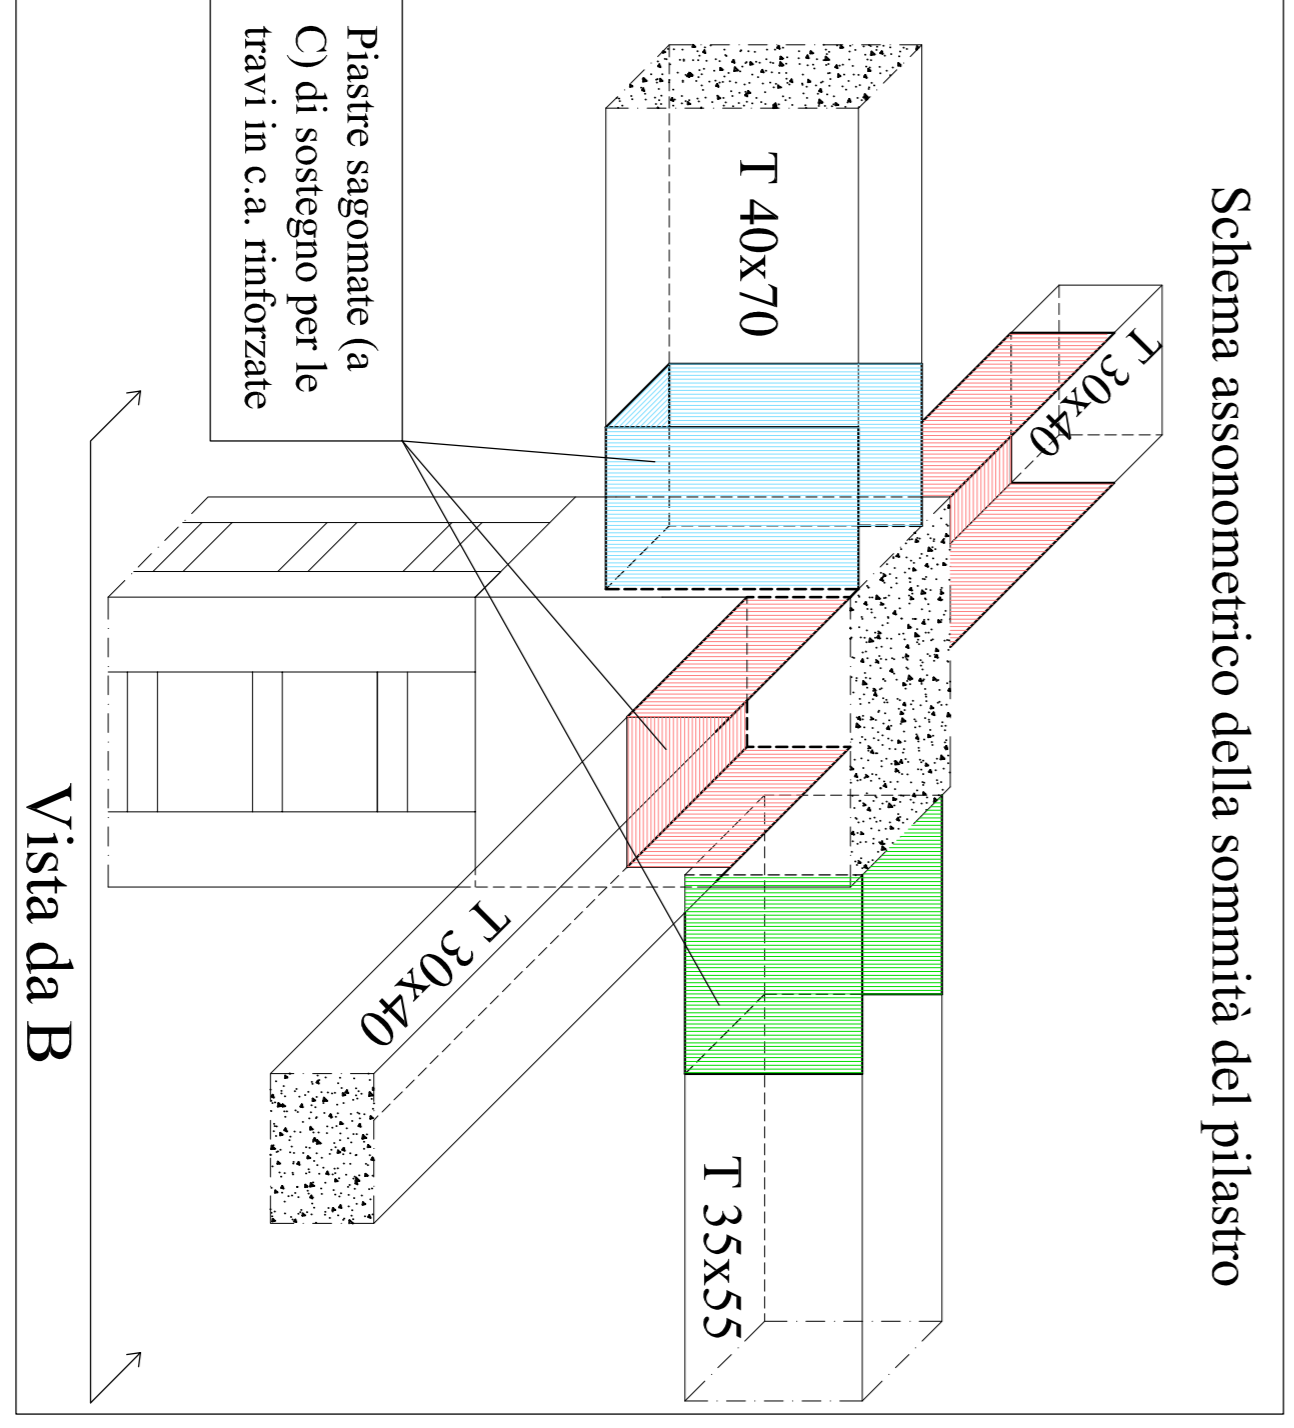 Schema assonometrico della sommità del pilastro
T 30x40
T 40x70
Piastre sagomate (a
C) di sostegno per le
travi in c.a. rinforzate
T 35x55
T 30x40
Vista da B